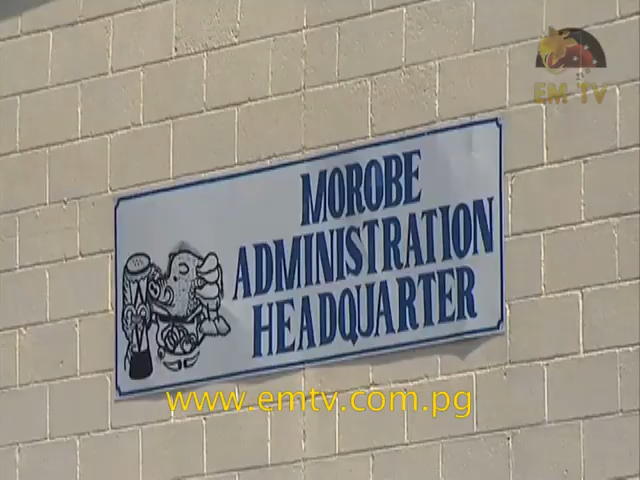 EM TV
MOROBE
ADMINISTRATION
HEADQUARTER
www.emtv.com.pg